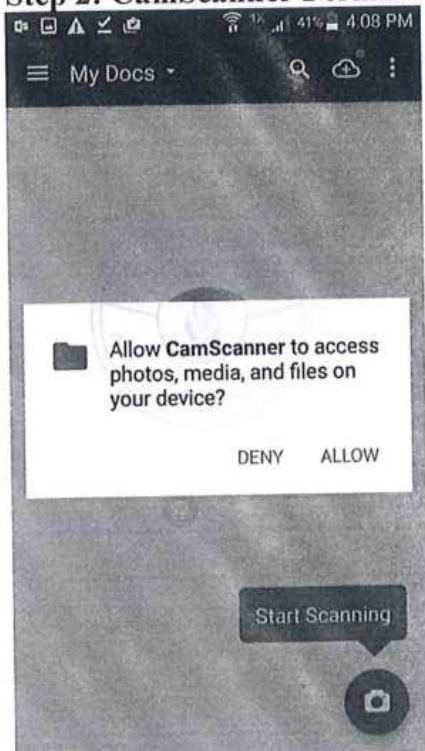 Step 2: CamScanner
41% 4:08 PM
My Docs
Allow CamScanner to access
photos, media, and files on
your device?
DENY ALLOW
Start Scanning